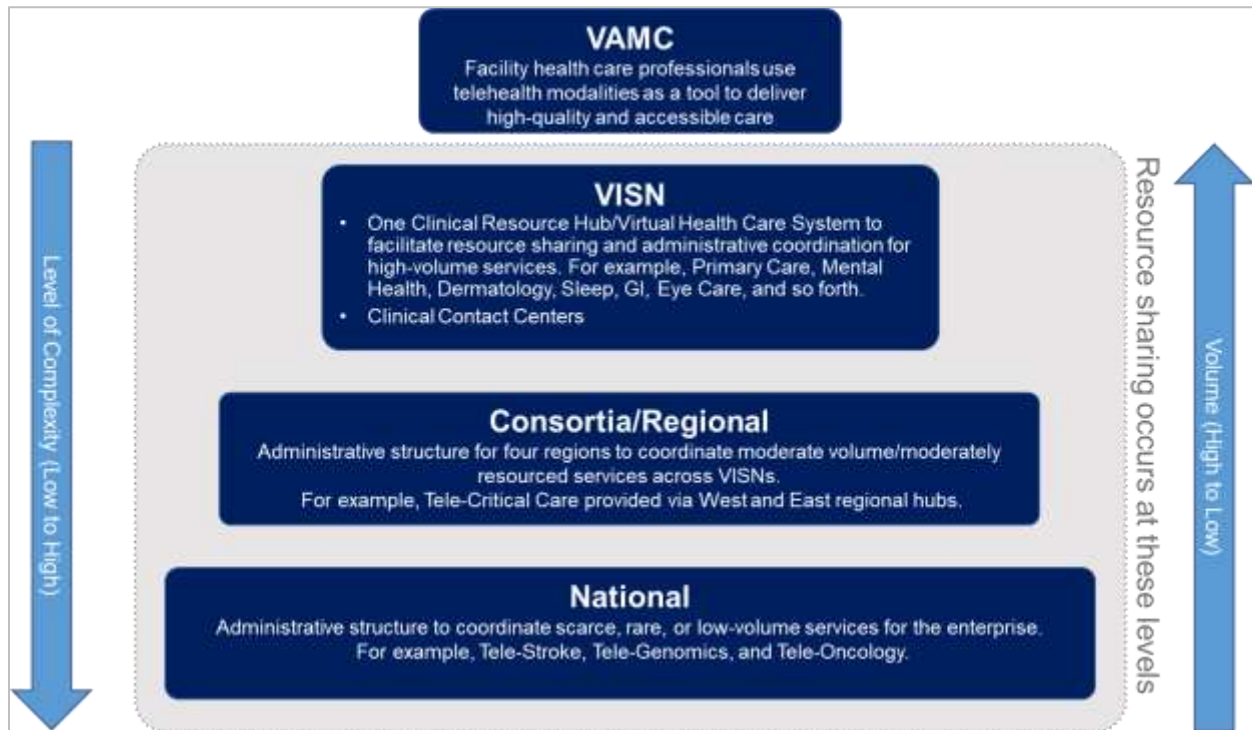 VAMC
Facility health care professionals use
telehealth modalities as a tool to deliver
high-quality and accessible care
VISN
• One Clinical Resource Hub/Virtual Health Care System to
facilitate resource sharing and administrative coordination for
high-volume services. For example, Primary Care, Mental
Health, Dermatology, Sleep, GI, Eye Care, and so forth.
• Clinical Contact Centers
Consortia/Regional
Administrative structure for four regions to coordinate moderate volume/moderately
resourced services across VISNs.
For example, Tele-Critical Care provided via West and East regional hubs.
National
Administrative structure to coordinate scarce, rare, or low-volume services for the enterprise.
For example, Tele-Stroke, Tele-Genomics, and Tele-Oncology.
Level of Complexity (Low to High)
Resource sharing occurs at these levels
Volume (High to Low)